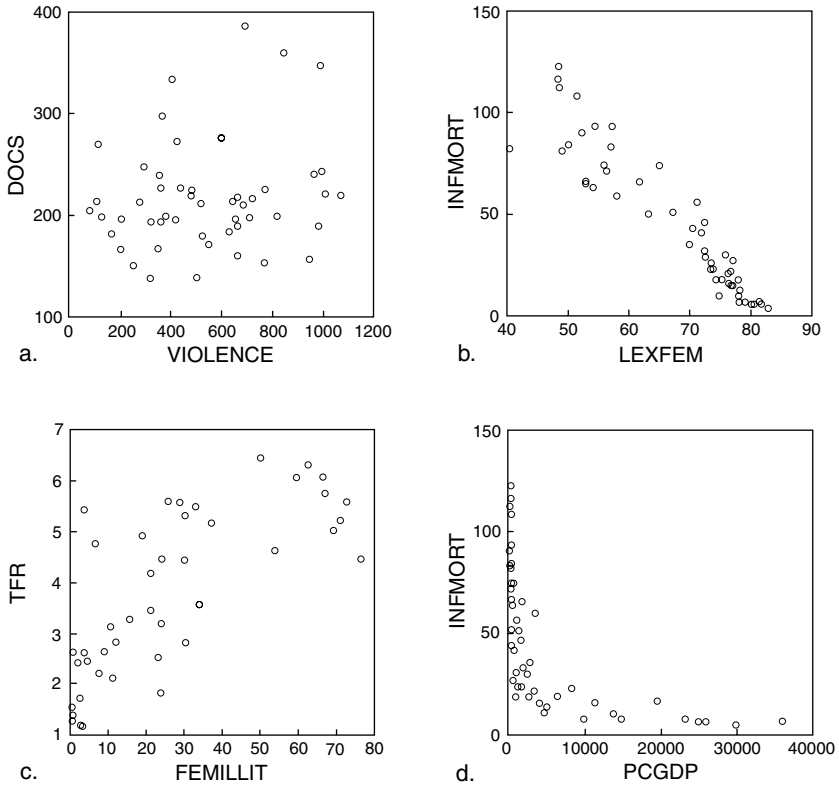 400
300
200
100
DOCS
0 200 400 600 800 1000 1200
a. VIOLENCE
150
100
50
0
INFMORT
40 50 60 70 80 90
b. LEXFEM
7
6
5
4
3
2
1
TFR
0 10 20 30 40 50 60 70 80
c. FEMILLIT
150
100
50
0
INFMORT
0 10000 20000 30000 40000
d. PCGDP